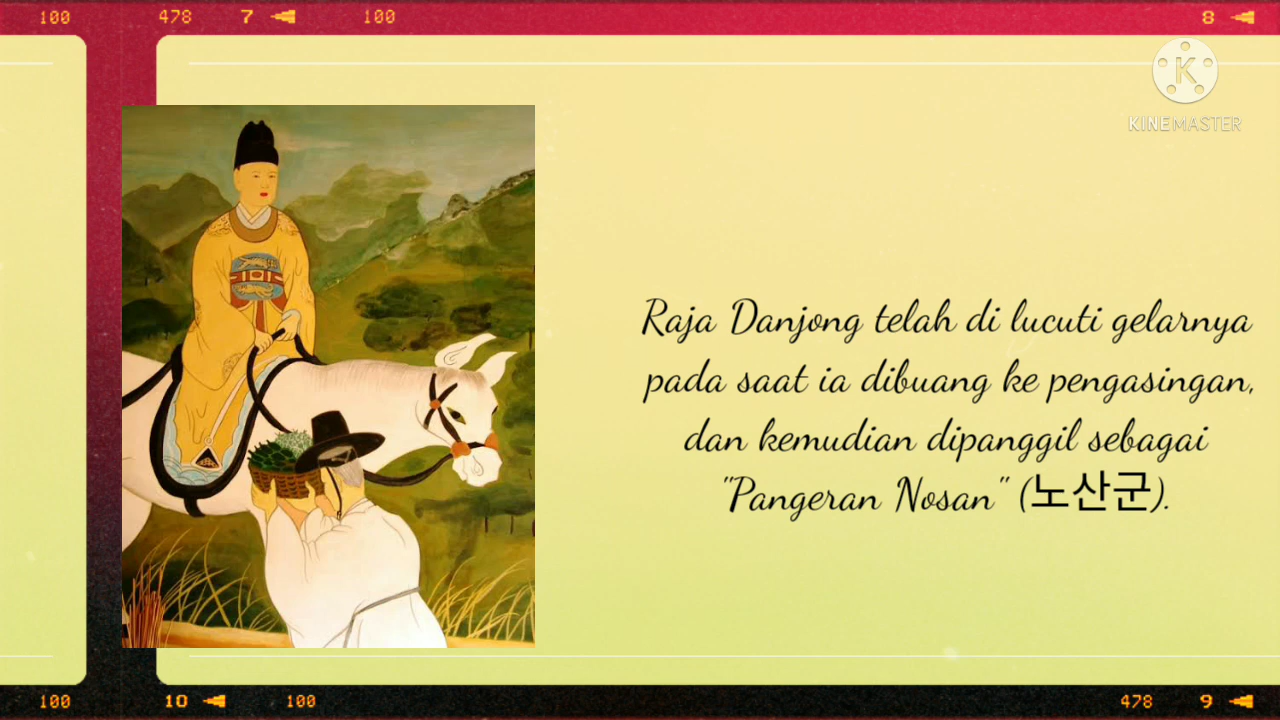 100 478 7 100 8
KINEMASTER
Raja Danjong telah di lucuti gelarnya
pada saat ia dibuang ke pengasingan,
dan kemudian dipanggil sebagai
"Pangeran Nosan" (노산군).
100 10 100 478 9